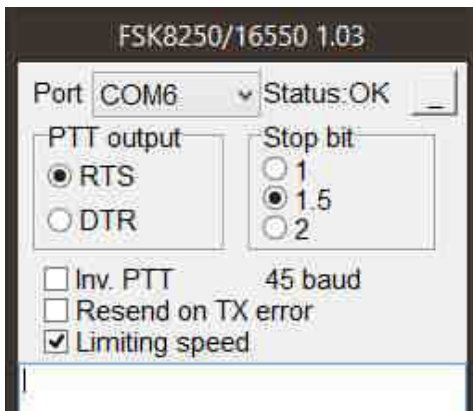 FSK8250/16550 1.03
Port COM6 Status:OK _
PTT output Stop bit
RTS 1
DTR 1.5
2
Inv. PTT 45 baud
Resend on TX error
Limiting speed